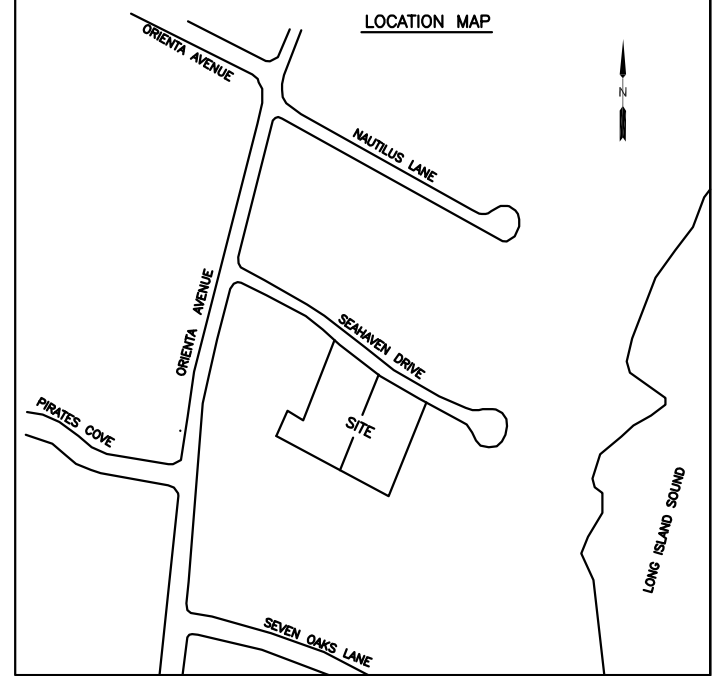 LOCATION MAP
ORIENTA AVENUE
N
NAUTILUS LANE
ORIENTA AVENUE
SEAHAVEN DRIVE
PIRATES COVE
SITE
LONG ISLAND SOUND
SEVEN OAKS LANE